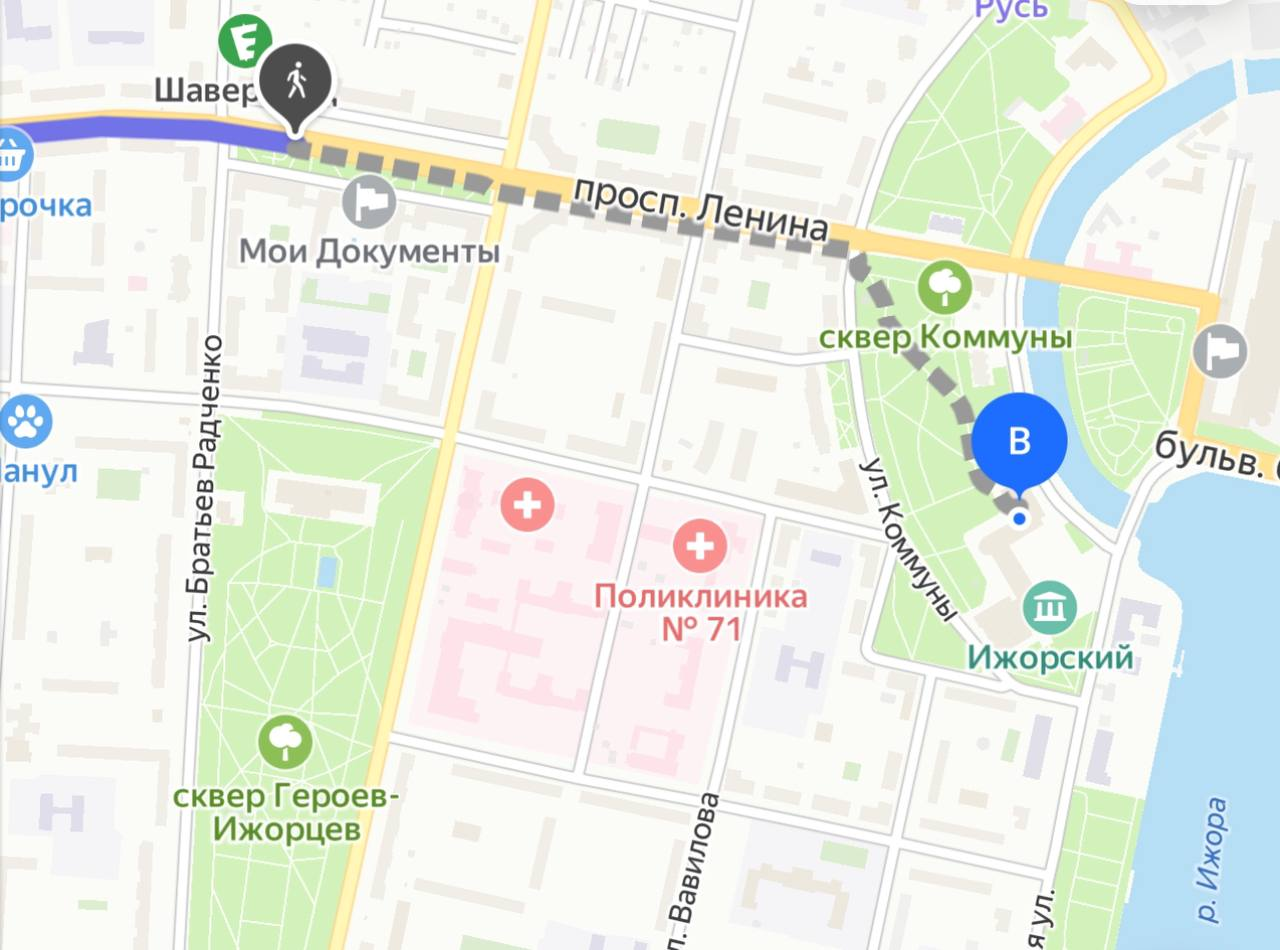 Русь
Шавер
рочка
просп. Ленина
Мои Документы
сквер Коммуны
ул. Братьев Радченко
В
бульв.
ул. Коммуны
Поликлиника
№ 71
Ижорский
сквер Героев-
Ижорцев
л. Вавилова
я ул.
р. Ижора